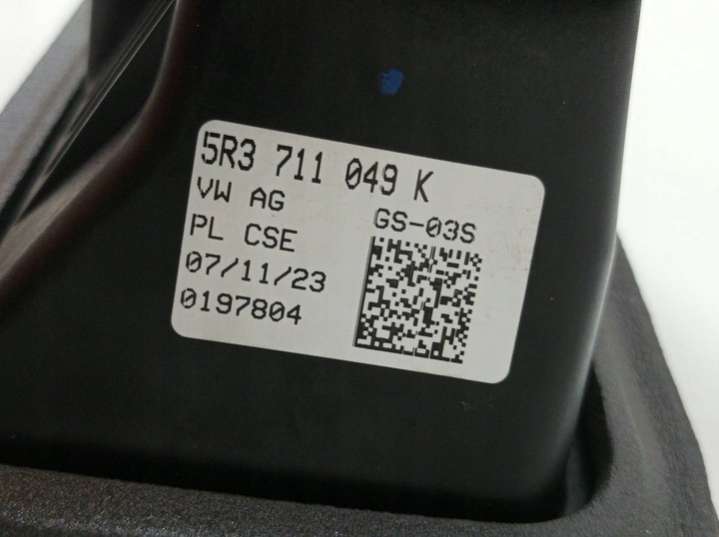 5R3 711 049 K
VW AG
GS-03S
PL CSE
07/11/23
0197804